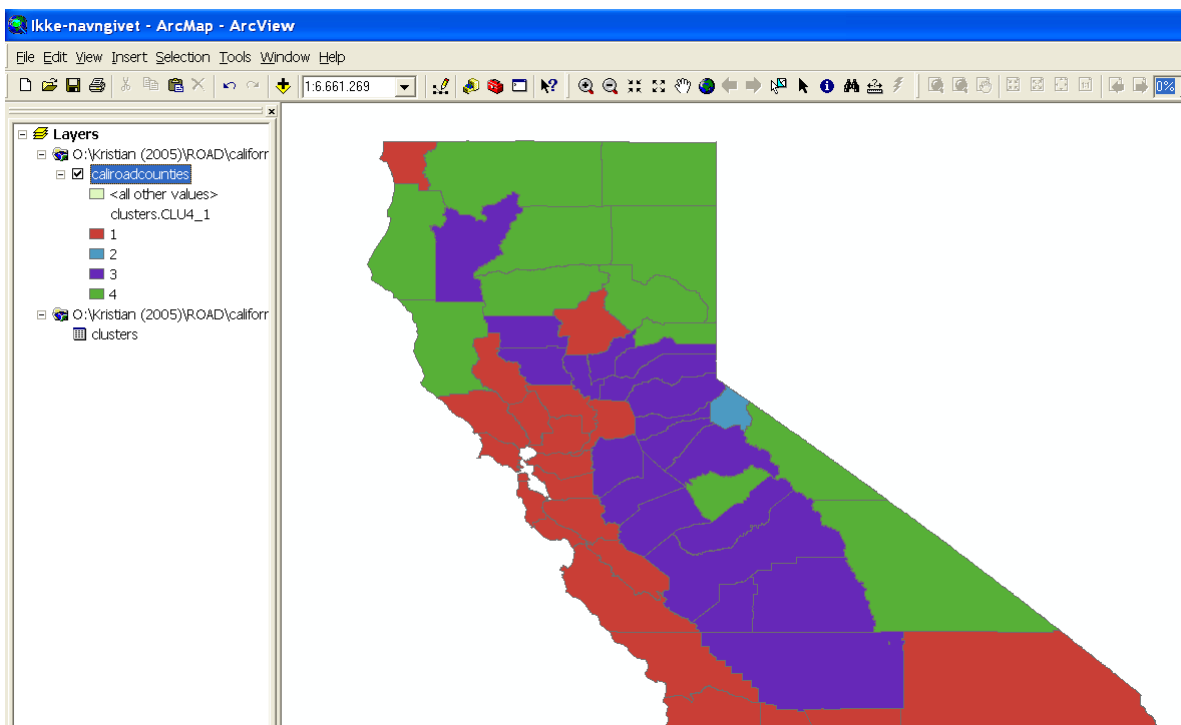 Ikke-navngivet - ArcMap - ArcView
File Edit View Insert Selection Tools Window Help
1:6.661.269
0%
Layers
O:\Kristian (2005)\ROAD\califorr
caliroadcounties
<all other values>
clusters.CLU4_1
1
2
3
4
O:\Kristian (2005)\ROAD\califorr
clusters